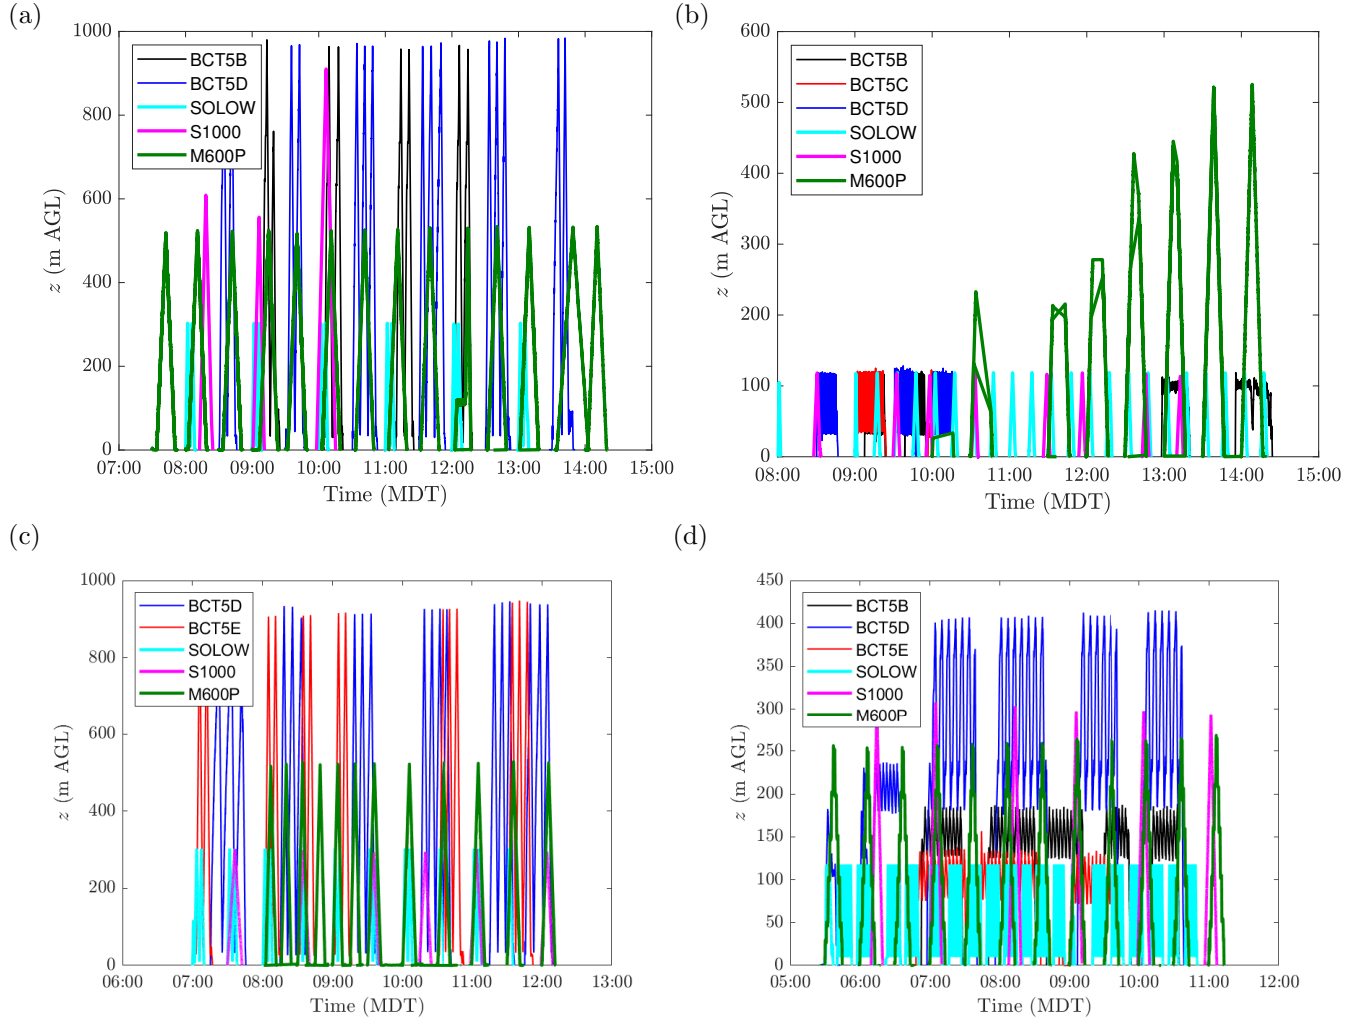 (a)
1000
800
600
400
200
0
z (m AGL)
BCT5B
BCT5D
SOLOW
S1000
M600P
07:00 08:00 09:00 10:00 11:00 12:00 13:00 14:00 15:00
Time (MDT)
(b)
600
500
400
300
200
100
0
z (m AGL)
BCT5B
BCT5C
BCT5D
SOLOW
S1000
M600P
08:00 09:00 10:00 11:00 12:00 13:00 14:00 15:00
Time (MDT)
(c)
1000
800
600
400
200
0
z (m AGL)
BCT5D
BCT5E
SOLOW
S1000
M600P
06:00 07:00 08:00 09:00 10:00 11:00 12:00 13:00
Time (MDT)
(d)
450
400
350
300
250
200
150
100
50
0
z (m AGL)
BCT5B
BCT5D
BCT5E
SOLOW
S1000
M600P
05:00 06:00 07:00 08:00 09:00 10:00 11:00 12:00
Time (MDT)